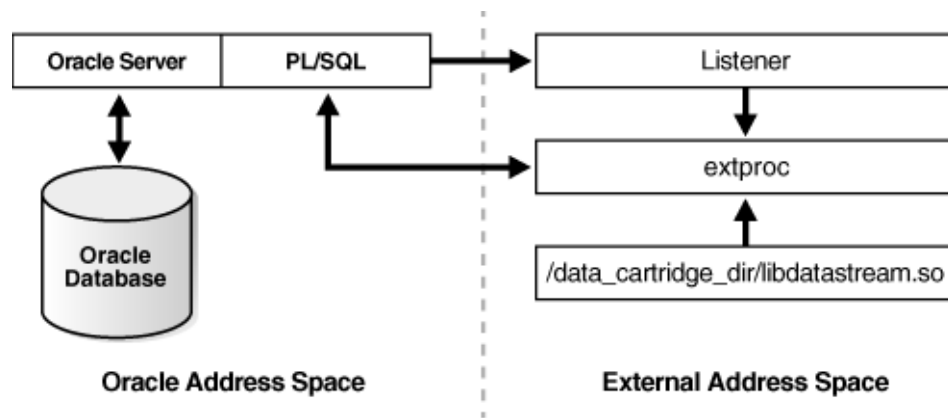 Oracle Server
PL/SQL
Listener
extproc
Oracle
Database
/data_cartridge_dir/libdatastream.so
Oracle Address Space
External Address Space